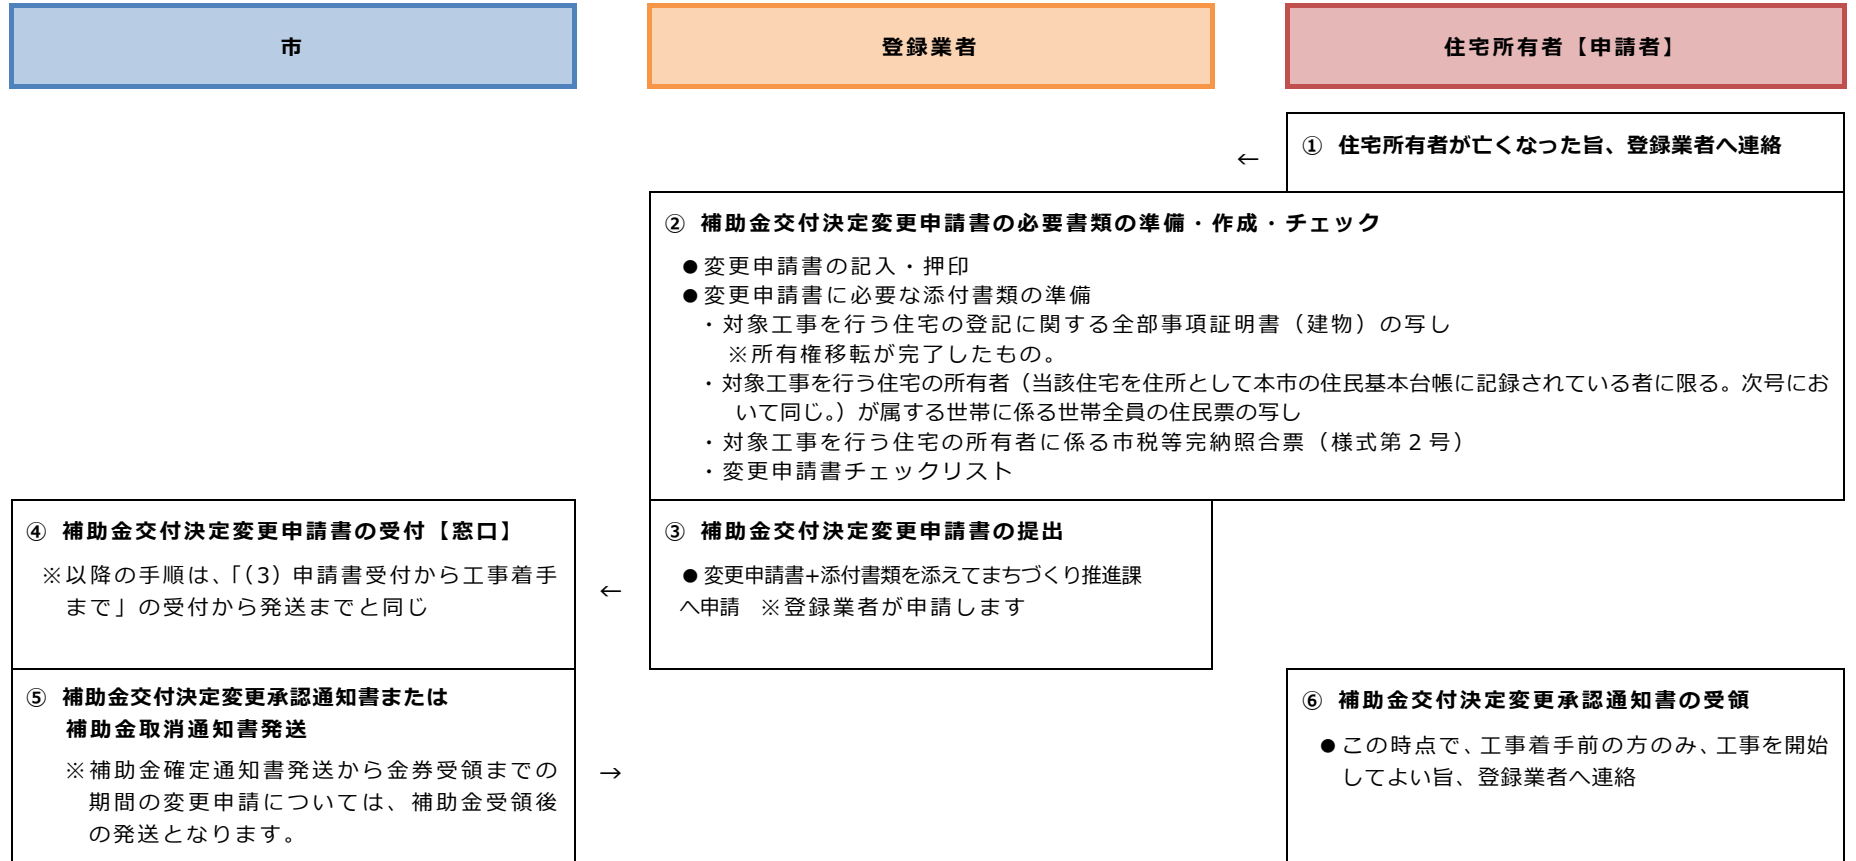 市
登録業者
住宅所有者【申請者】
① 住宅所有者が亡くなった旨、登録業者へ連絡
←
② 補助金交付決定変更申請書の必要書類の準備・作成・チェック
●変更申請書の記入・押印
●変更申請書に必要な添付書類の準備
・対象工事を行う住宅の登記に関する全部事項証明書（建物）の写し
※所有権移転が完了したもの。
・対象工事を行う住宅の所有者（当該住宅を住所として本市の住民基本台帳に記録されている者に限る。次号にお
いて同じ。）が属する世帯に係る世帯全員の住民票の写し
・対象工事を行う住宅の所有者に係る市税等完納照合票（様式第２号）
・変更申請書チェックリスト
③ 補助金交付決定変更申請書の提出
●変更申請書+添付書類を添えてまちづくり推進課
へ申請　※登録業者が申請します
←
④ 補助金交付決定変更申請書の受付【窓口】
※以降の手順は、「(3) 申請書受付から工事着手
まで」の受付から発送までと同じ
⑤ 補助金交付決定変更承認通知書または
補助金取消通知書発送
※補助金確定通知書発送から金券受領までの
期間の変更申請については、補助金受領後
の発送となります。
→
⑥ 補助金交付決定変更承認通知書の受領
●この時点で、工事着手前の方のみ、工事を開始
してよい旨、登録業者へ連絡